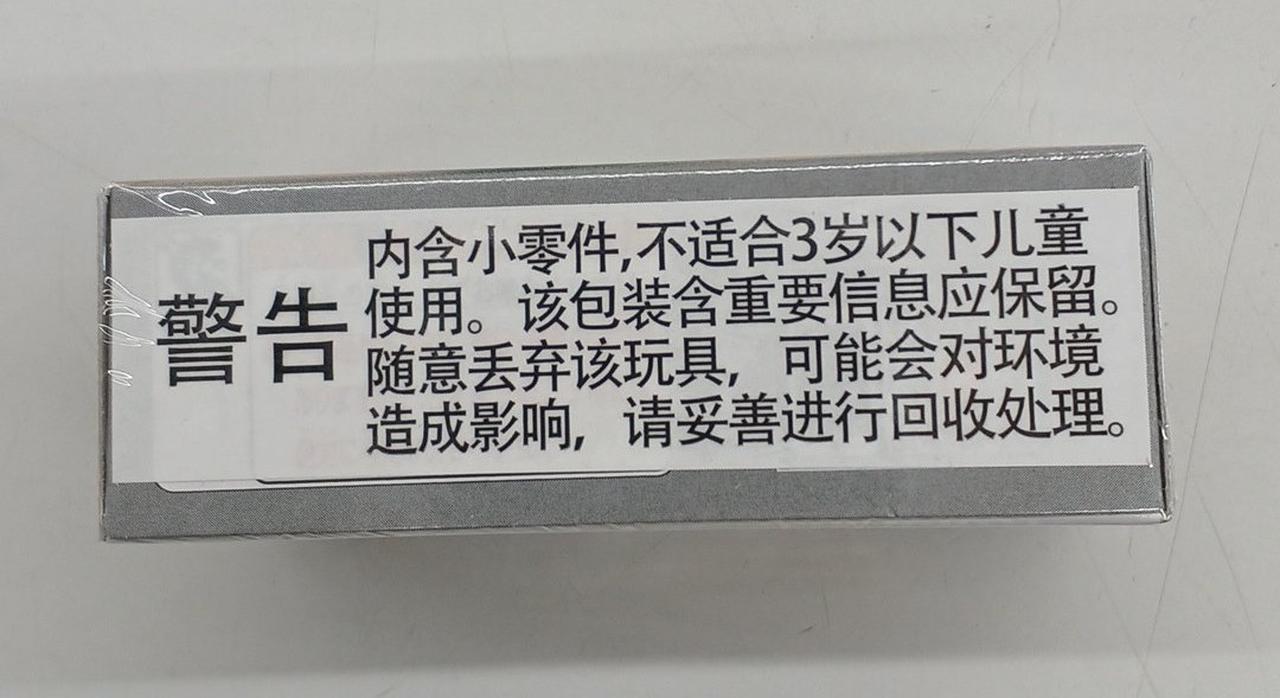 警告
内含小零件,不适合3岁以下儿童
使用。该包装含重要信息应保留。
随意丢弃该玩具，可能会对环境
造成影响，请妥善进行回收处理。